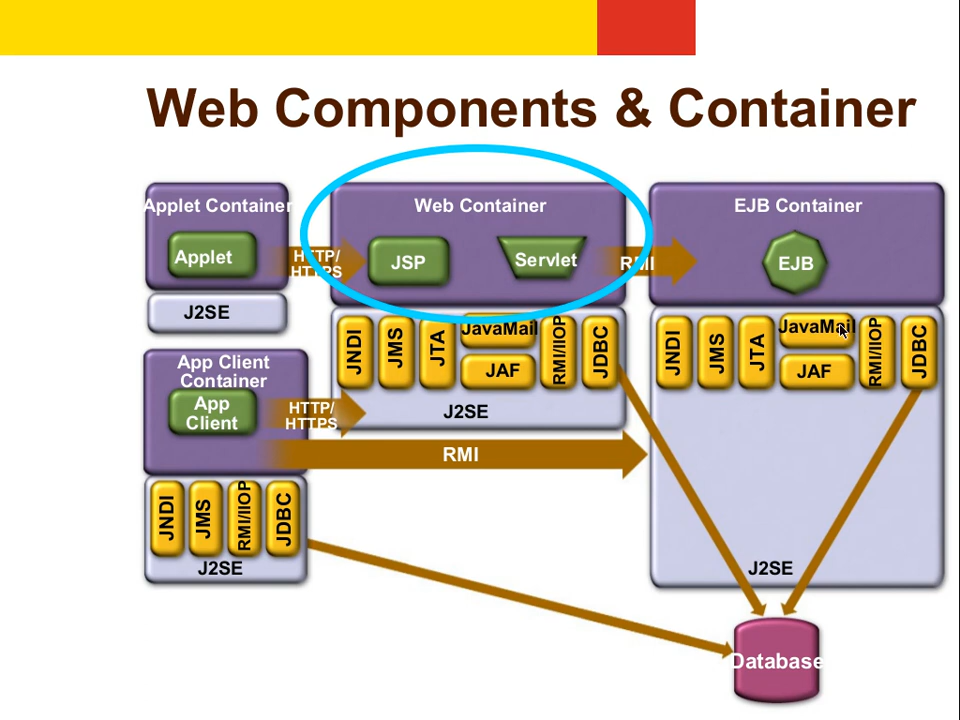 Web Components & Container
Applet Container
Applet
J2SE
HTTP/
HTTPS
Web Container
JSP
Servlet
RMI
EJB Container
EJB
JNDI
JMS
JTA
JavaMail
JAF
RMI/IIOP
JDBC
J2SE
JNDI
JMS
JTA
JavaMail
JAF
RMI/IIOP
JDBC
J2SE
App Client
Container
App
Client
HTTP/
HTTPS
RMI
JNDI
JMS
RMI/IIOP
JDBC
J2SE
Database